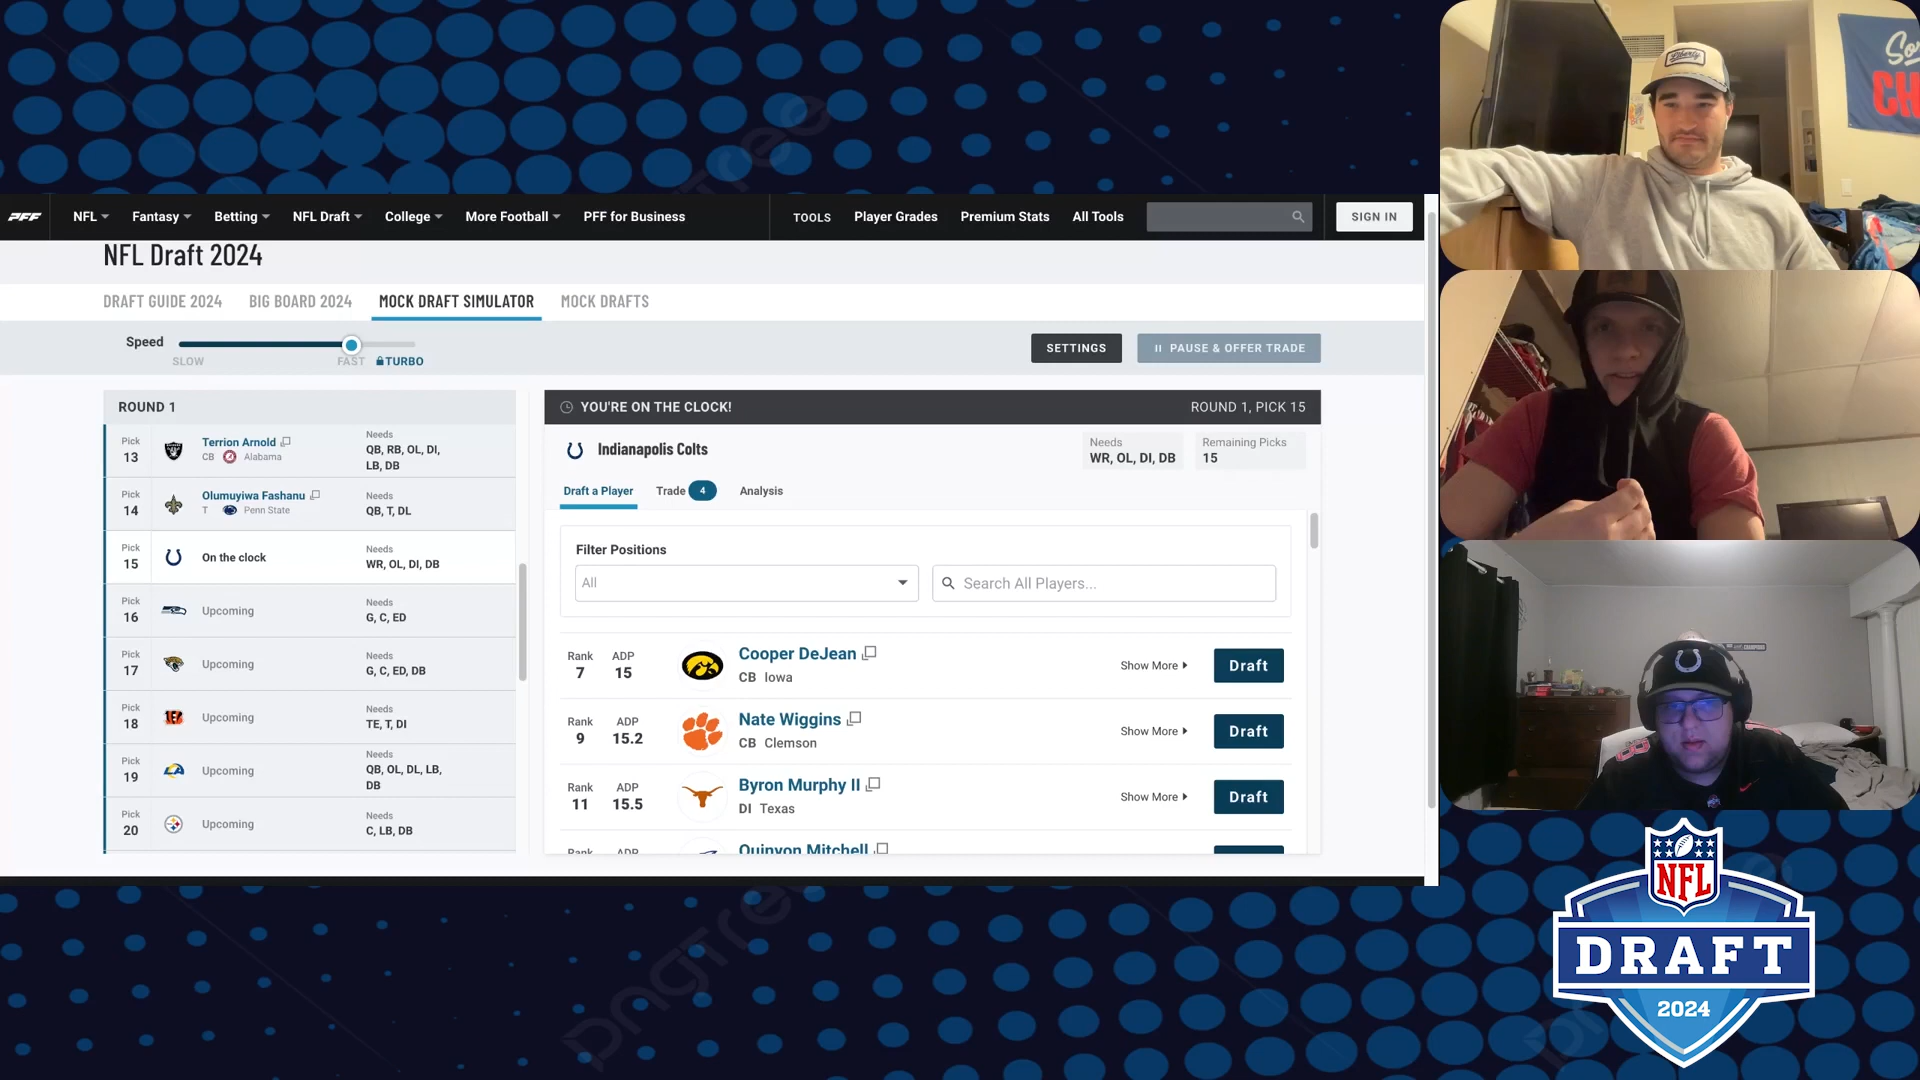 PFF
NFL
Fantasy
Betting
NFL Draft
College
More Football
PFF for Business
TOOLS
Player Grades
Premium Stats
All Tools
SIGN IN
NFL Draft 2024
DRAFT GUIDE 2024
BIG BOARD 2024
MOCK DRAFT SIMULATOR
MOCK DRAFTS
Speed
SLOW
FAST
TURBO
SETTINGS
PAUSE & OFFER TRADE
ROUND 1
Pick
13
Terrion Arnold
CB Alabama
Needs
QB, RB, OL, DI,
LB, DB
Pick
14
Olumuyiwa Fashanu
T Penn State
Needs
QB, T, DL
Pick
15
On the clock
Needs
WR, OL, DI, DB
Pick
16
Upcoming
Needs
G, C, ED
Pick
17
Upcoming
Needs
G, C, ED, DB
Pick
18
Upcoming
Needs
TE, T, DI
Pick
19
Upcoming
Needs
QB, OL, DL, LB,
DB
Pick
20
Upcoming
Needs
C, LB, DB
YOU'RE ON THE CLOCK!
ROUND 1, PICK 15
Indianapolis Colts
Needs
WR, OL, DI, DB
Remaining Picks
15
Draft a Player
Trade 4
Analysis
Filter Positions
All
Search All Players...
Rank
7
ADP
15
Cooper DeJean
CB Iowa
Show More
Draft
Rank
9
ADP
15.2
Nate Wiggins
CB Clemson
Show More
Draft
Rank
11
ADP
15.5
Byron Murphy II
DI Texas
Show More
Draft
Rank
ADP
Quinyon Mitchell
Liberty
So
CH
NFL
DRAFT
2024
pngtree